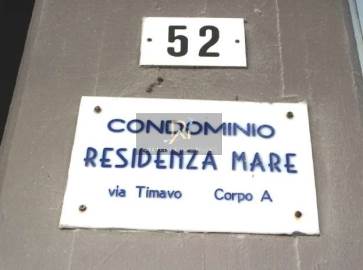 52
CONDOMINIO
RESIDENZA MARE
via Timavo Corpo A